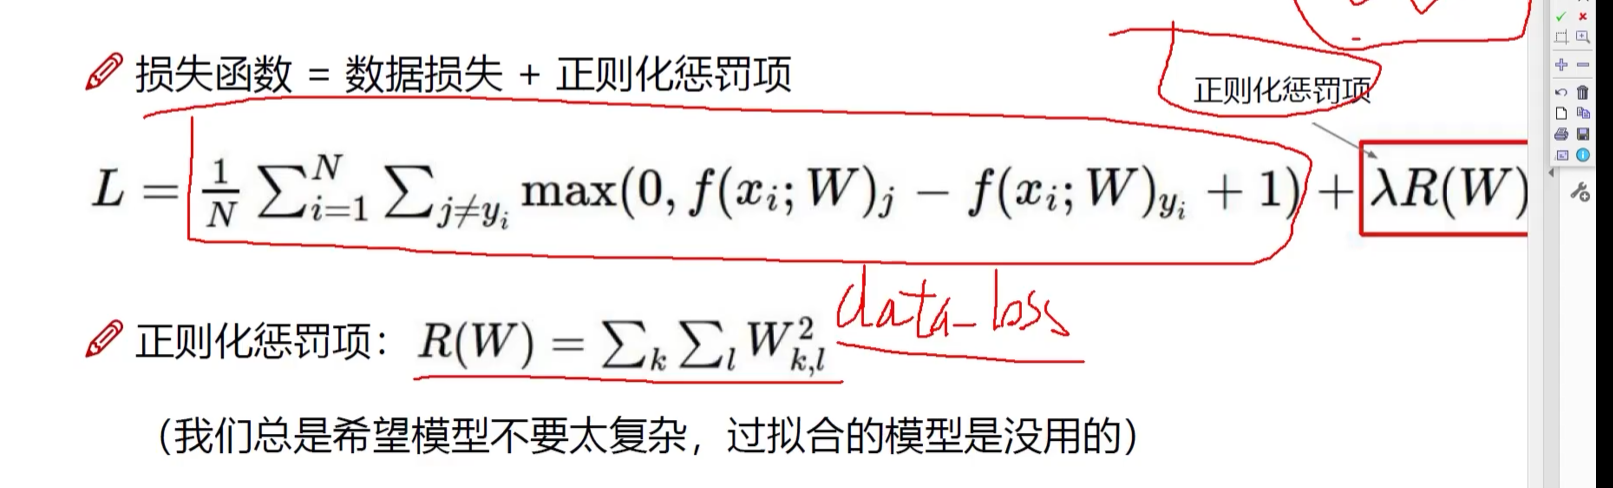 损失函数 = 数据损失 + 正则化惩罚项
正则化惩罚项
L = \frac{1}{N} \sum_{i=1}^{N} \sum_{j \neq y_i} \max(0, f(x_i; W)_j - f(x_i; W)_{y_i} + 1) + λR(W)
data_loss
正则化惩罚项： R(W) = \sum_k \sum_l W_{k,l}^2
（我们总是希望模型不要太复杂，过拟合的模型是没用的）